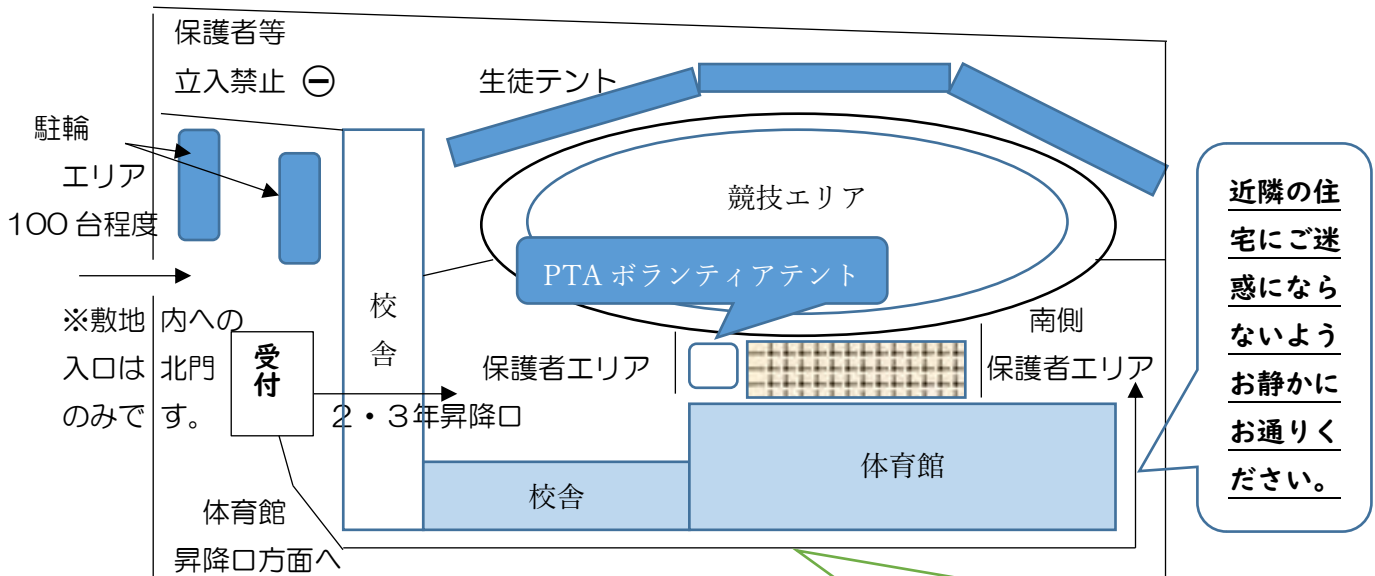 保護者等
立入禁止 ⊖
生徒テント
駐輪
エリア
100台程度
競技エリア
PTAボランティアテント
校
舎
※敷地内への
入口は北門
のみです。
受
付
保護者エリア
南側
保護者エリア
２・３年昇降口
体育館
校舎
体育館
昇降口方面へ
近隣の住
宅にご迷
惑になら
ないよう
お静かに
お通りく
ださい。